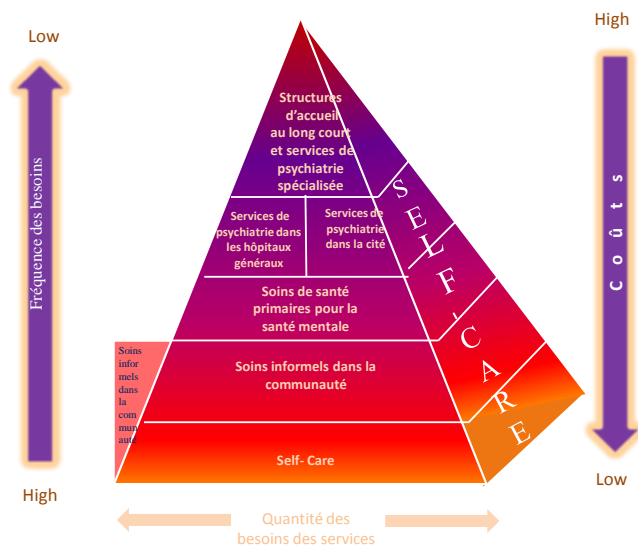 Low
High
Fréquence des besoins
Structures
d'accueil
au long court
et services de
psychiatrie
spécialisée
Services de
psychiatrie dans
les hôpitaux
généraux
Services de
psychiatrie
dans la cité
Soins de santé
primaires pour la
santé mentale
Soins informels dans la
communauté
Self- Care
SELF-CARE
Soins
infor
mels
dans
la
com
mun
auté
Coûts
High
Low
Quantité des
besoins des services